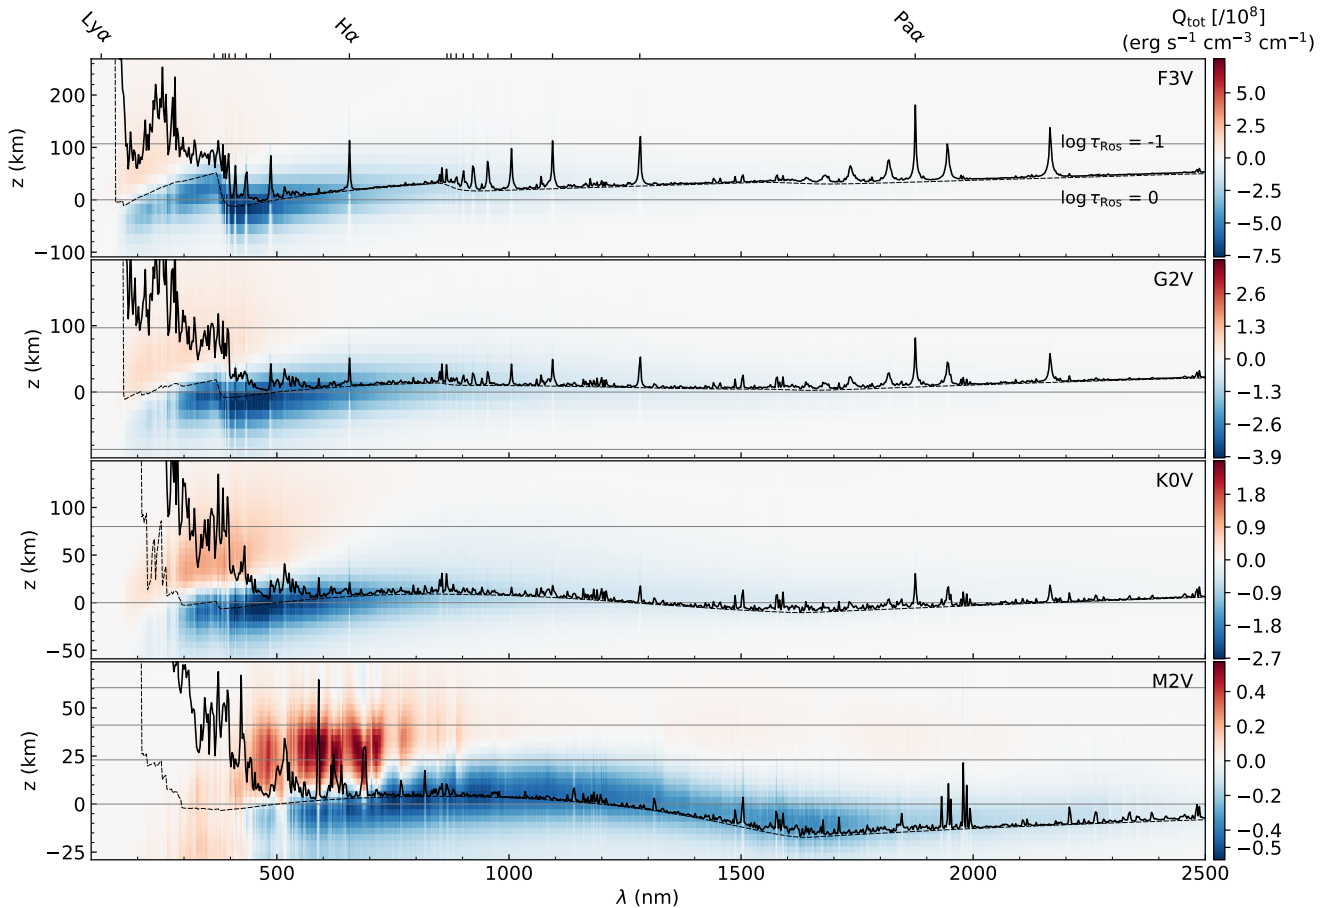 Lyα
Hα
Paα
Q_tot [/10^8]
(erg s^−1 cm^−3 cm^−1)
F3V
log τ_Ros = -1
log τ_Ros = 0
z (km)
200
100
0
−100
5.0
2.5
0.0
−2.5
−5.0
−7.5
G2V
z (km)
100
0
2.6
1.3
0.0
−1.3
−2.6
−3.9
K0V
z (km)
100
50
0
−50
1.8
0.9
0.0
−0.9
−1.8
−2.7
M2V
z (km)
50
25
0
−25
0.4
0.2
0.0
−0.2
−0.4
−0.5
500
1000
1500
2000
2500
λ (nm)